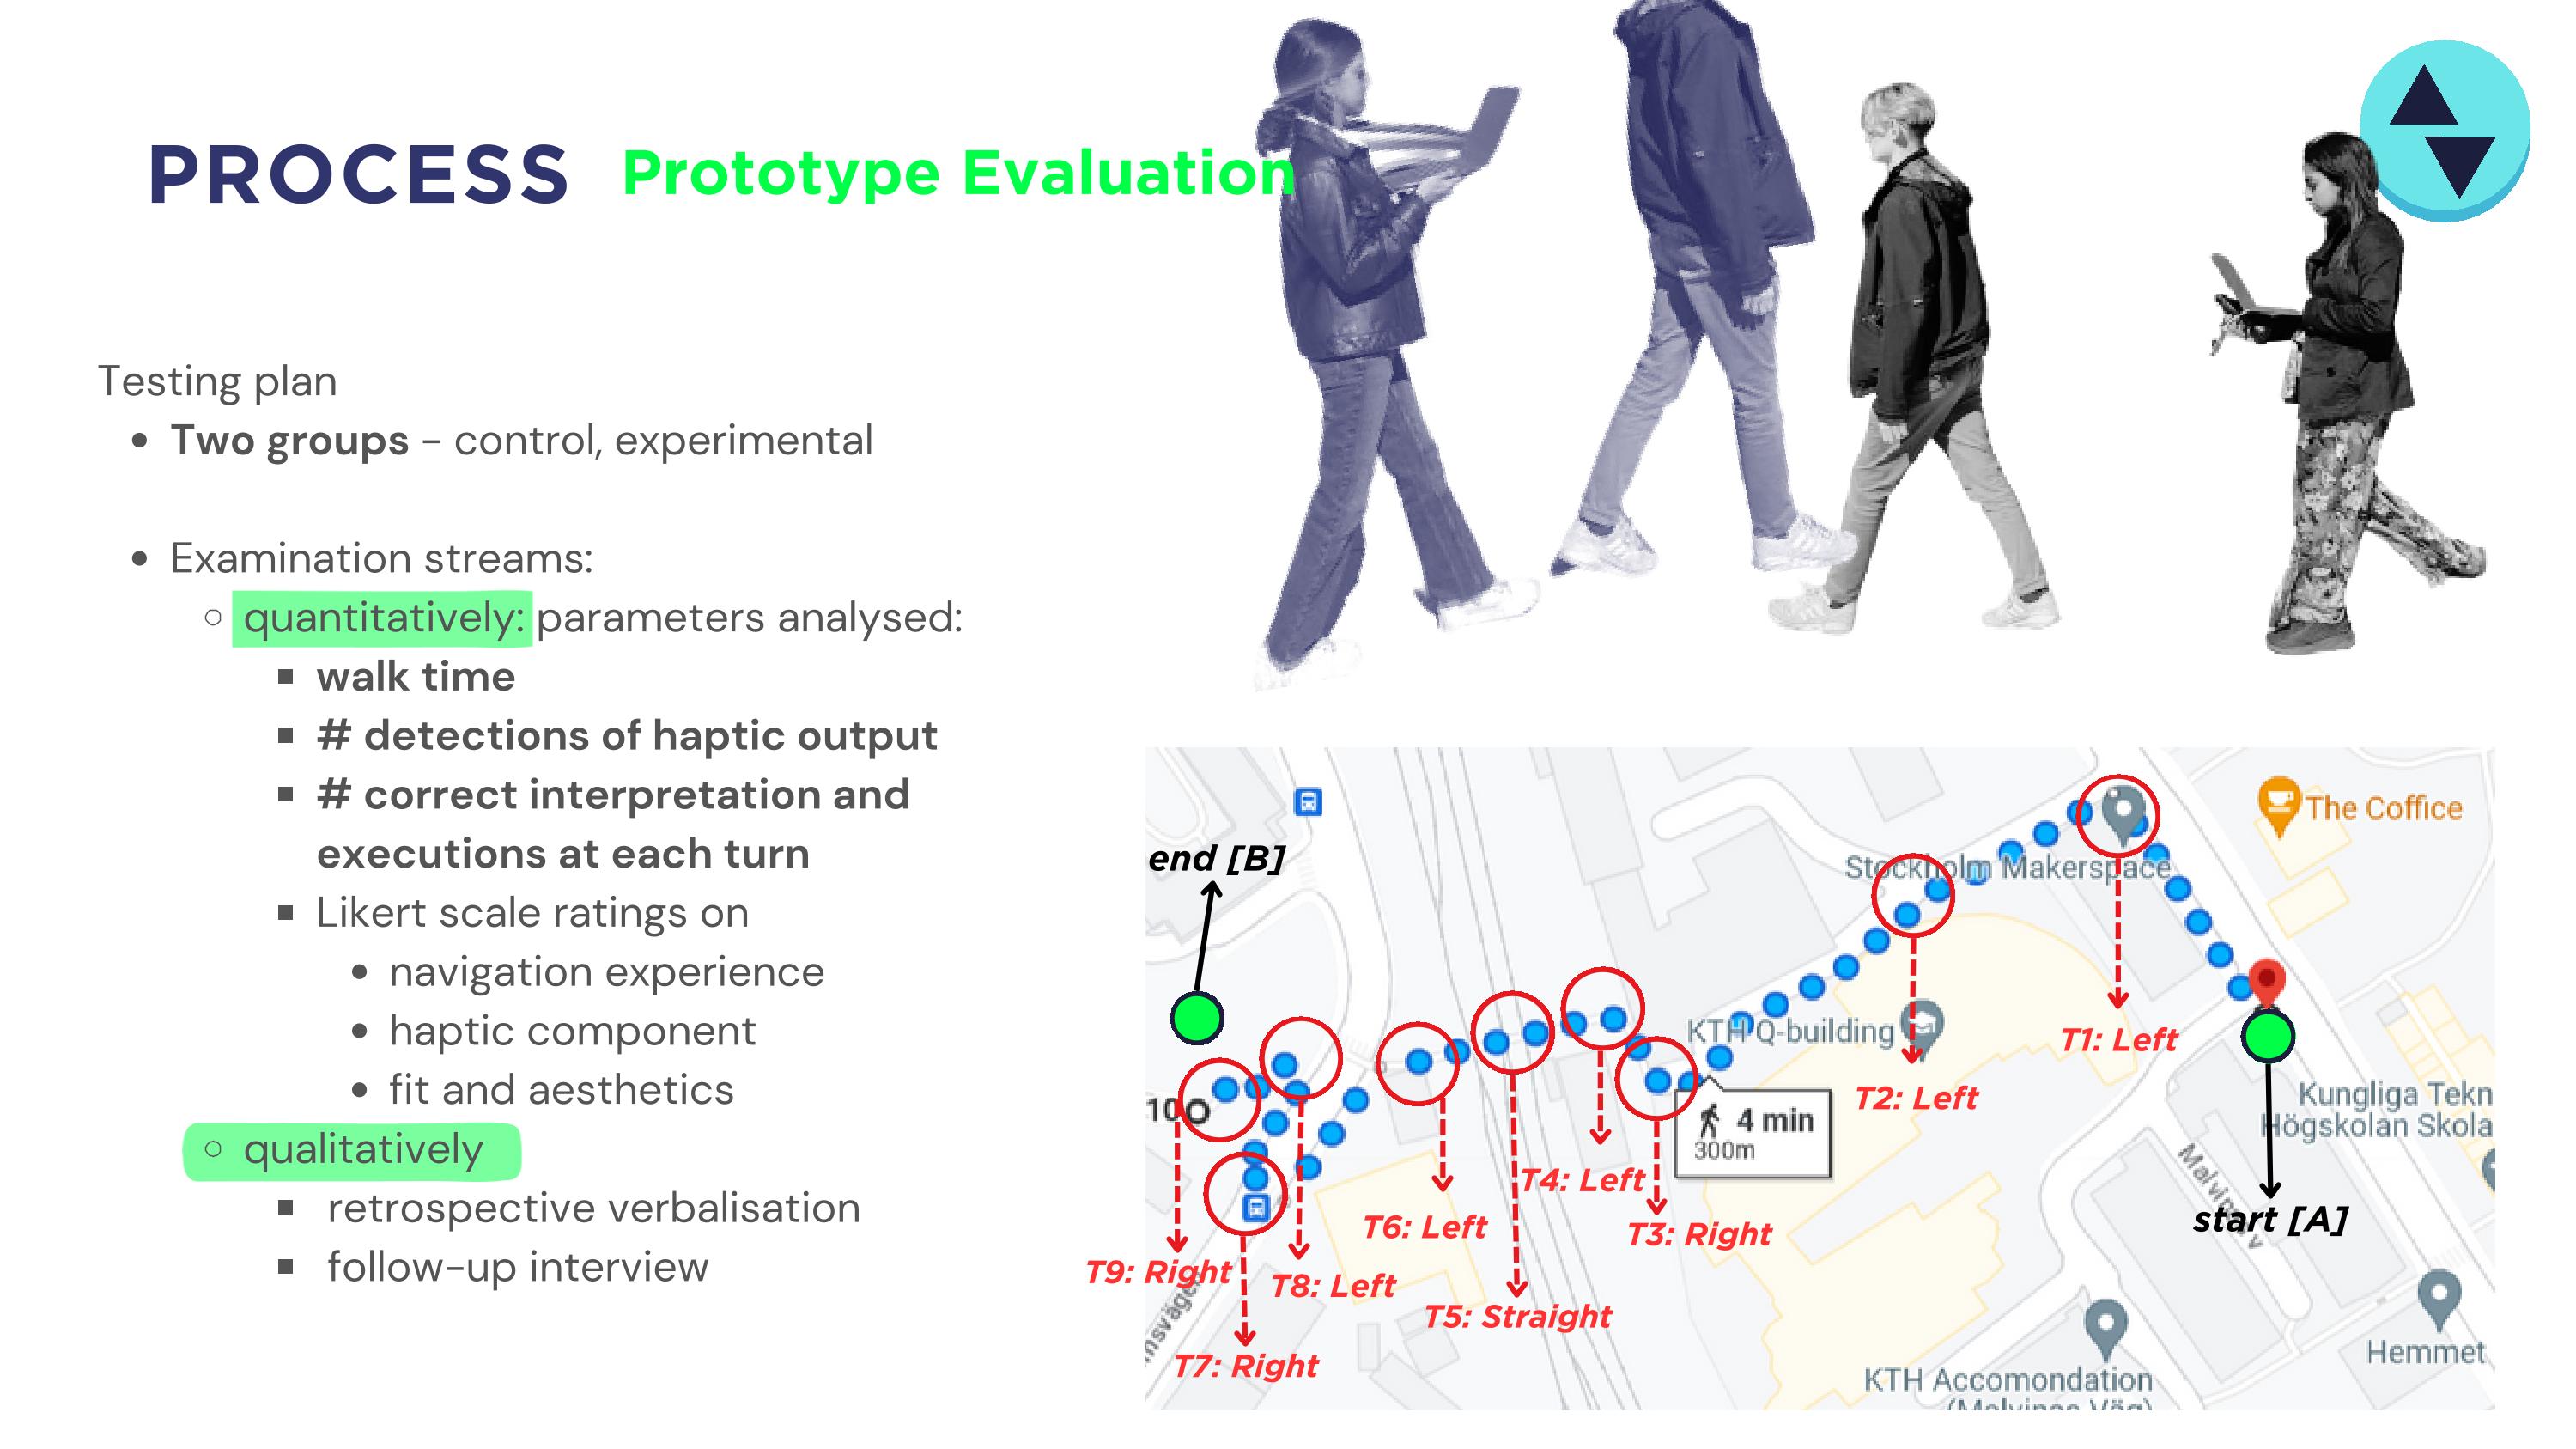 PROCESS Prototype Evaluation
Testing plan
Two groups - control, experimental
Examination streams:
quantitatively: parameters analysed:
walk time
# detections of haptic output
# correct interpretation and
executions at each turn
Likert scale ratings on
navigation experience
haptic component
fit and aesthetics
qualitatively
retrospective verbalisation
follow-up interview
The Coffice
end [B]
Stockholm Makerspace
KTH Q-building
T1: Left
T2: Left
Kungliga Tekn
Högskolan Skola
10
4 min
300m
T4: Left
T3: Right
T6: Left
start [A]
T9: Right
T8: Left
T5: Straight
T7: Right
Hemmet
KTH Accomondation
(Malvinas Väg)